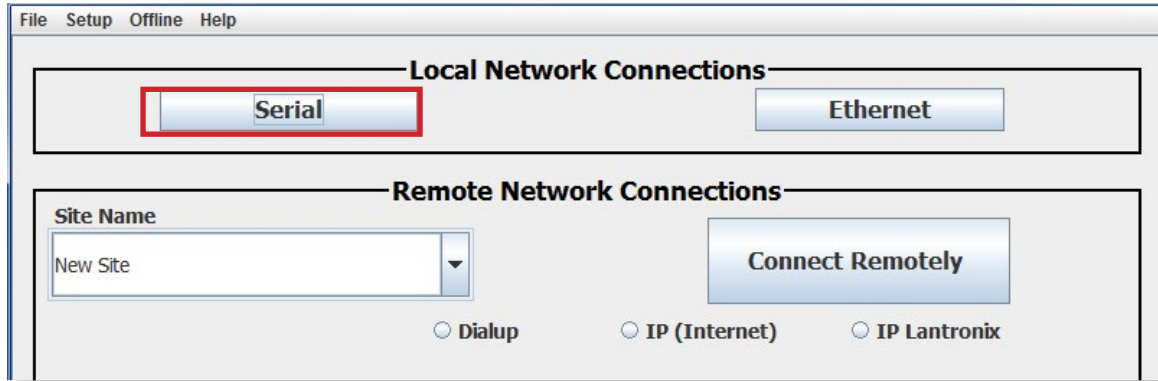 File Setup Offline Help
Local Network Connections
Serial Ethernet
Remote Network Connections
Site Name
New Site
Connect Remotely
Dialup IP (Internet) IP Lantronix